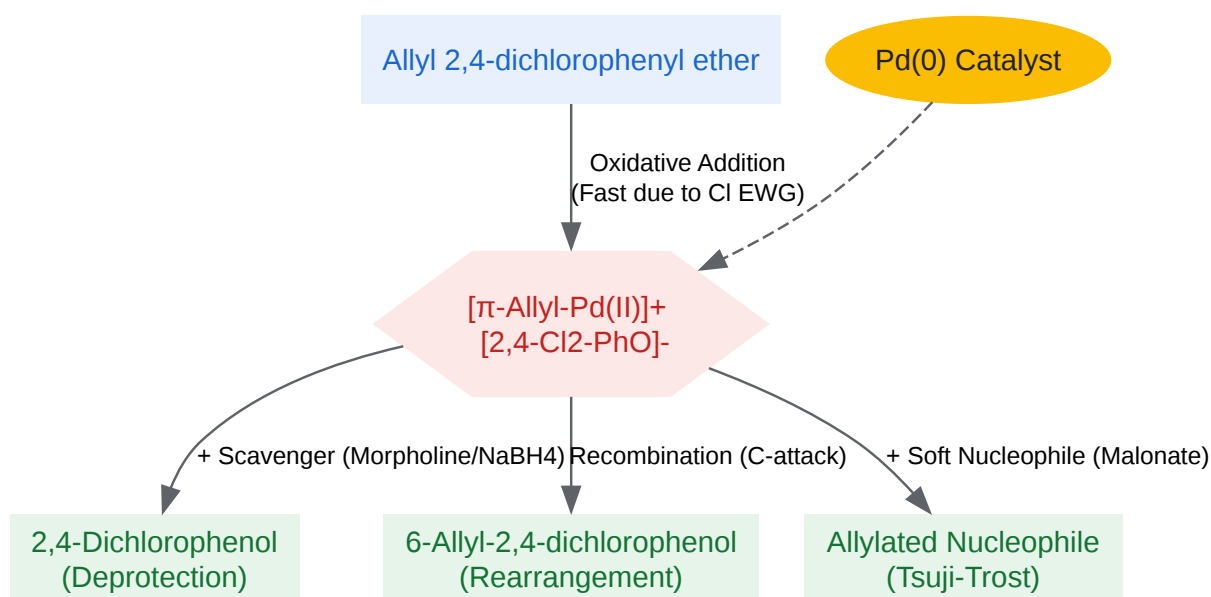 Allyl 2,4-dichlorophenyl ether
Pd(0) Catalyst
Oxidative Addition
(Fast due to Cl EWG)
[π-Allyl-Pd(II)]+
[2,4-Cl2-PhO]-
+ Scavenger (Morpholine/NaBH4)
Recombination (C-attack)
+ Soft Nucleophile (Malonate)
2,4-Dichlorophenol
(Deprotection)
6-Allyl-2,4-dichlorophenol
(Rearrangement)
Allylated Nucleophile
(Tsuji-Trost)